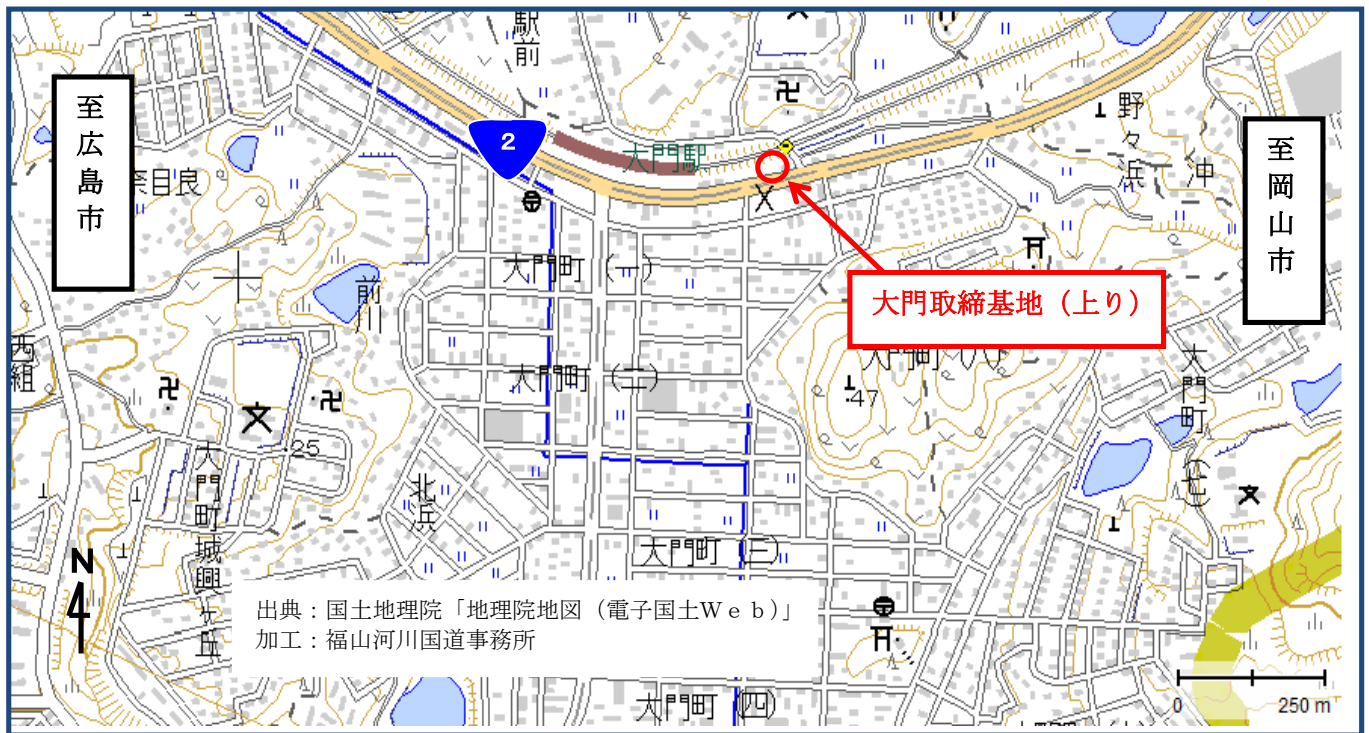 駅前
至広島市
奈目良
2
大門駅
野々浜
沖
至岡山市
大門町(一)
前川
大門取締基地(上り)
西組
大門町(二)
47
大門町
25
大門町(七)
北浜
大門町城興ヶ丘
大門町(三)
N
出典:国土地理院「地理院地図(電子国土Web)」
加工:福山河川国道事務所
大門町(四)
0 250 m